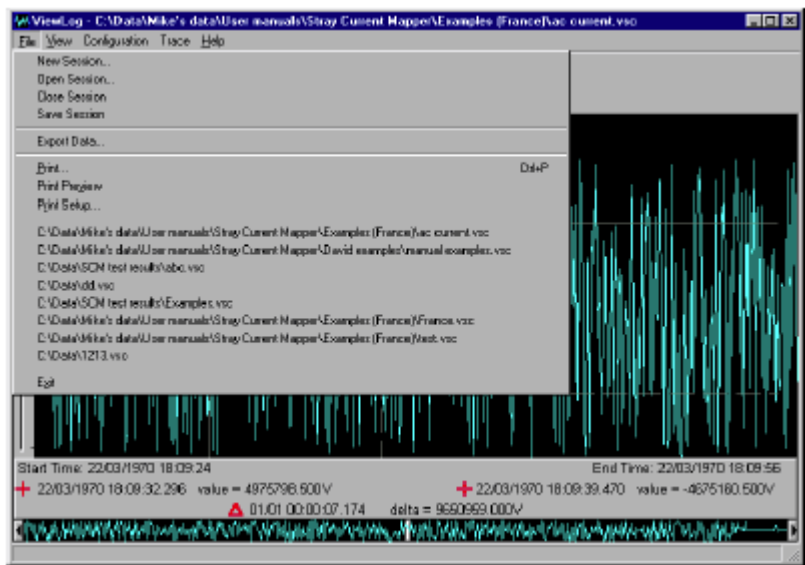 ViewLog - C:\Data\Mike's data\User manuals\Stray Current Mapper\Examples (France)\ac current.vsc
File View Configuration Trace Help
New Session...
Open Session...
Close Session
Save Session
Export Data...
Print... Ctrl+P
Print Preview
Print Setup...
C:\Data\Mike's data\User manuals\Stray Current Mapper\Examples (France)\ac current.vsc
C:\Data\Mike's data\User manuals\Stray Current Mapper\David examples\manual examples.vsc
C:\Data\SCM test results\abc.vsc
C:\Data\dd.vsc
C:\Data\SCM test results\Examples.vsc
C:\Data\Mike's data\User manuals\Stray Current Mapper\Examples (France)\France.vsc
C:\Data\Mike's data\User manuals\Stray Current Mapper\Examples (France)\test.vsc
C:\Data\1213.vsc
Exit
Start Time: 22/03/1970 18:09:24 End Time: 22/03/1970 18:09:56
22/03/1970 18:09:32.296 value = 4975798.500V 22/03/1970 18:09:39.470 value = -4675160.500V
01/01 00:00:07.174 delta = 9650959.000V